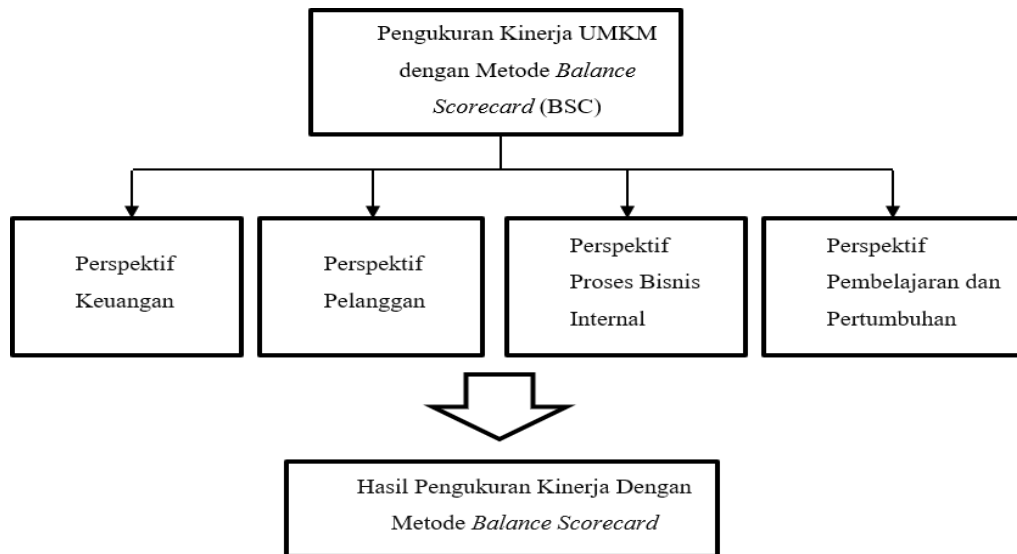 Pengukuran Kinerja UMKM
dengan Metode Balance
Scorecard (BSC)
Perspektif
Keuangan
Perspektif
Pelanggan
Perspektif
Proses Bisnis
Internal
Perspektif
Pembelajaran dan
Pertumbuhan
Hasil Pengukuran Kinerja Dengan
Metode Balance Scorecard